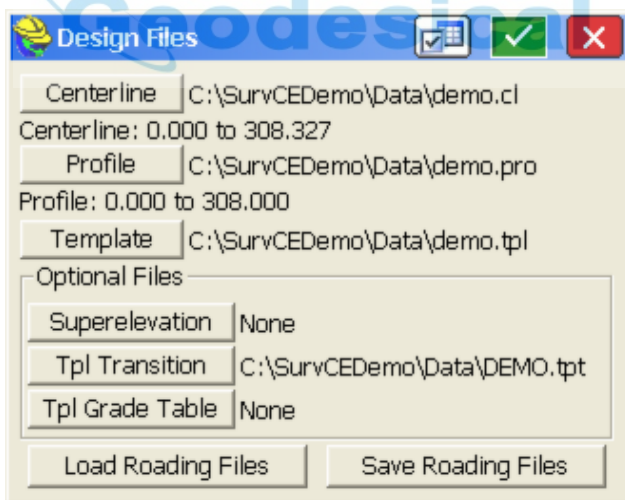 Geodesical
Design Files
Centerline C:\SurvCEDemo\Data\demo.cl
Centerline: 0.000 to 308.327
Profile C:\SurvCEDemo\Data\demo.pro
Profile: 0.000 to 308.000
Template C:\SurvCEDemo\Data\demo.tpl
Optional Files
Superelevation None
Tpl Transition C:\SurvCEDemo\Data\DEMO.tpt
Tpl Grade Table None
Load Roading Files Save Roading Files